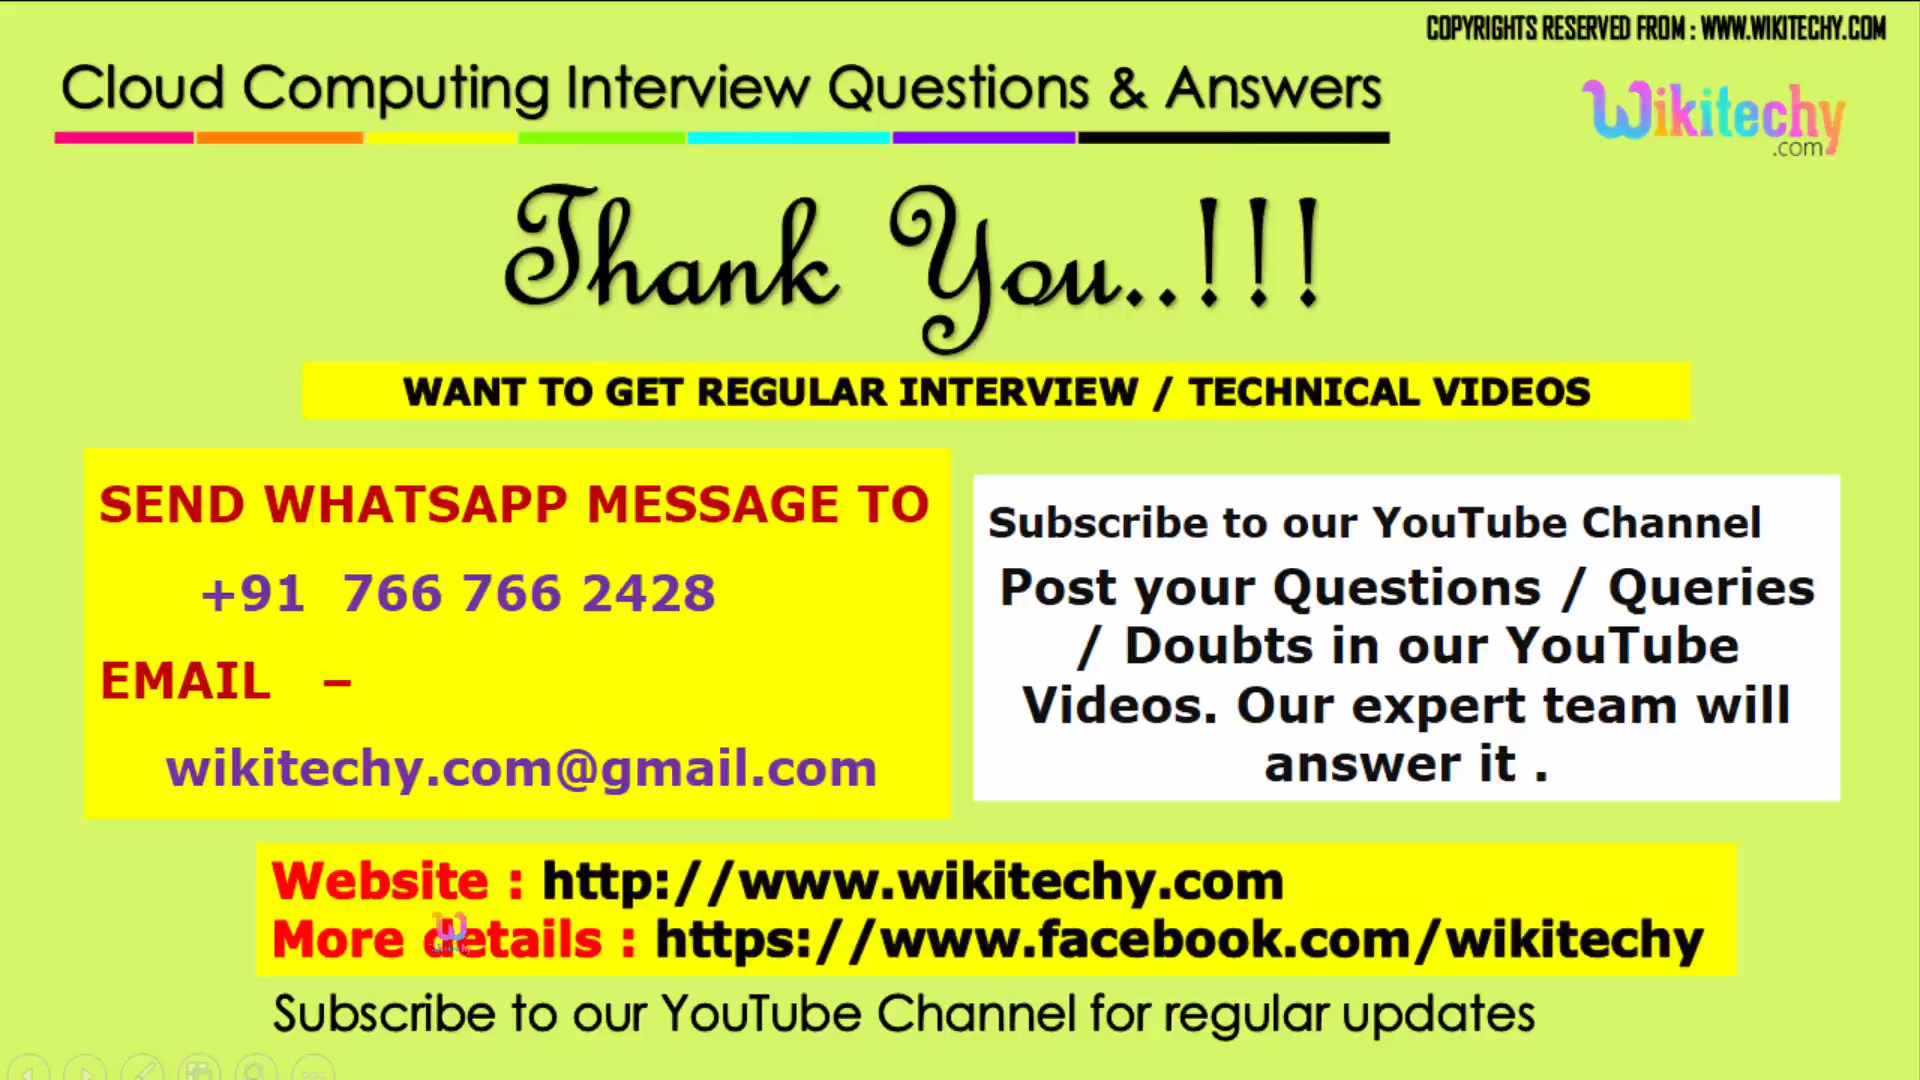 COPYRIGHTS RESERVED FROM : WWW.WIKITECHY.COM
Cloud Computing Interview Questions & Answers
Wikitechy
.com
Thank You..!!!
WANT TO GET REGULAR INTERVIEW / TECHNICAL VIDEOS
SEND WHATSAPP MESSAGE TO
+91 766 766 2428
EMAIL –
wikitechy.com@gmail.com
Subscribe to our YouTube Channel
Post your Questions / Queries
/ Doubts in our YouTube
Videos. Our expert team will
answer it .
Website : http://www.wikitechy.com
More details : https://www.facebook.com/wikitechy
Subscribe to our YouTube Channel for regular updates